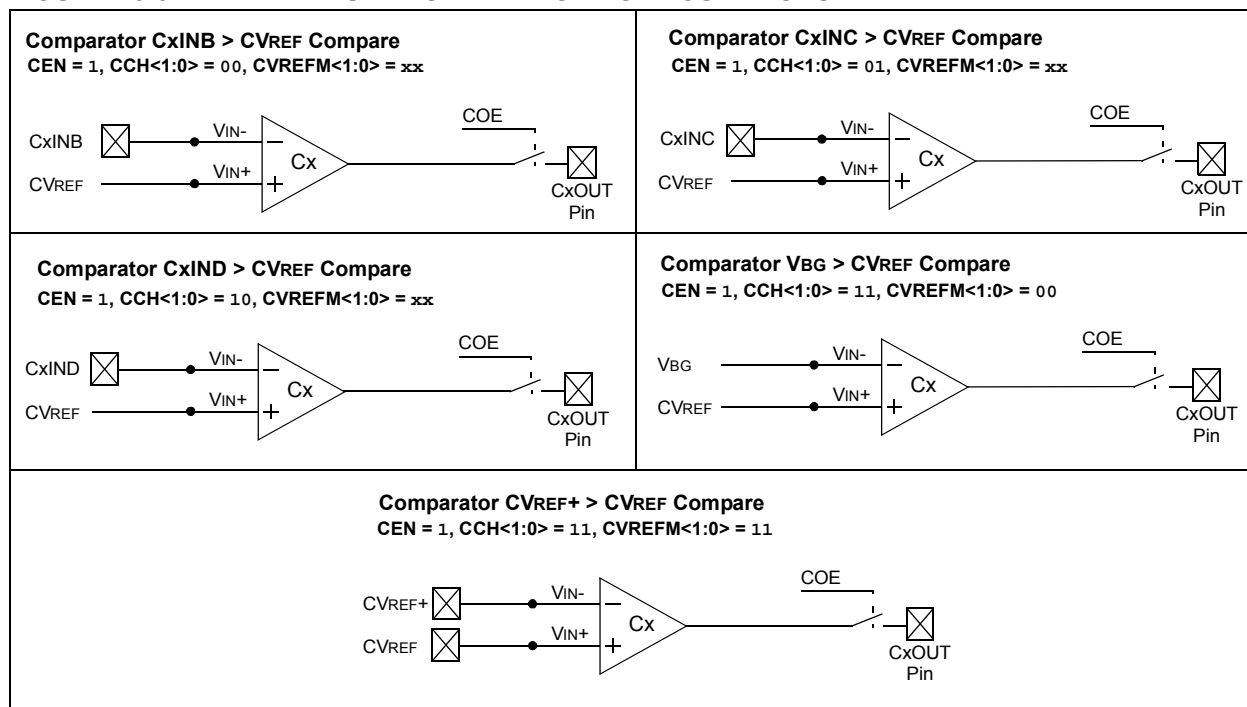 Comparator CxINB > CVREF Compare
CEN = 1, CCH<1:0> = 00, CVREFM<1:0> = xx
COE
CxINB
VIN-
Cx
VIN+
CVREF
CxOUT
Pin
Comparator CxINC > CVREF Compare
CEN = 1, CCH<1:0> = 01, CVREFM<1:0> = xx
COE
CxINC
VIN-
Cx
VIN+
CVREF
CxOUT
Pin
Comparator CxIND > CVREF Compare
CEN = 1, CCH<1:0> = 10, CVREFM<1:0> = xx
COE
CxIND
VIN-
Cx
VIN+
CVREF
CxOUT
Pin
Comparator VBG > CVREF Compare
CEN = 1, CCH<1:0> = 11, CVREFM<1:0> = 00
COE
VBG
VIN-
Cx
VIN+
CVREF
CxOUT
Pin
Comparator CVREF+ > CVREF Compare
CEN = 1, CCH<1:0> = 11, CVREFM<1:0> = 11
COE
CVREF+
VIN-
Cx
VIN+
CVREF
CxOUT
Pin